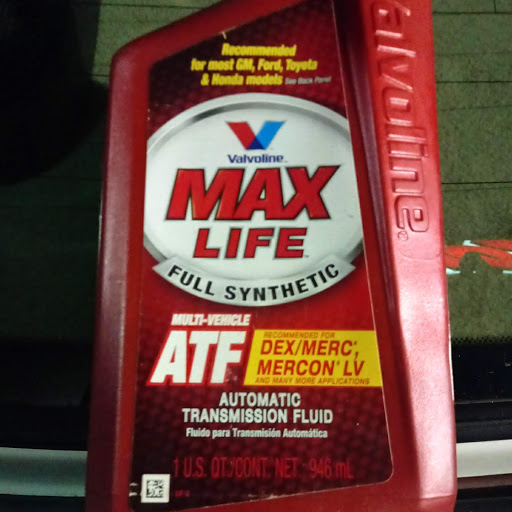 Recommended
for most GM, Ford, Toyota
& Honda models See Back Panel
Valvoline™
MAX
LIFE™
FULL SYNTHETIC
MULTI-VEHICLE
ATF
RECOMMENDED FOR
DEX/MERC*,
MERCON* LV
AND MANY MORE APPLICATIONS
AUTOMATIC
TRANSMISSION FLUID
Fluido para Transmisión Automática
1 U.S. QT./CONT. NET. 946 mL
Valvoline®